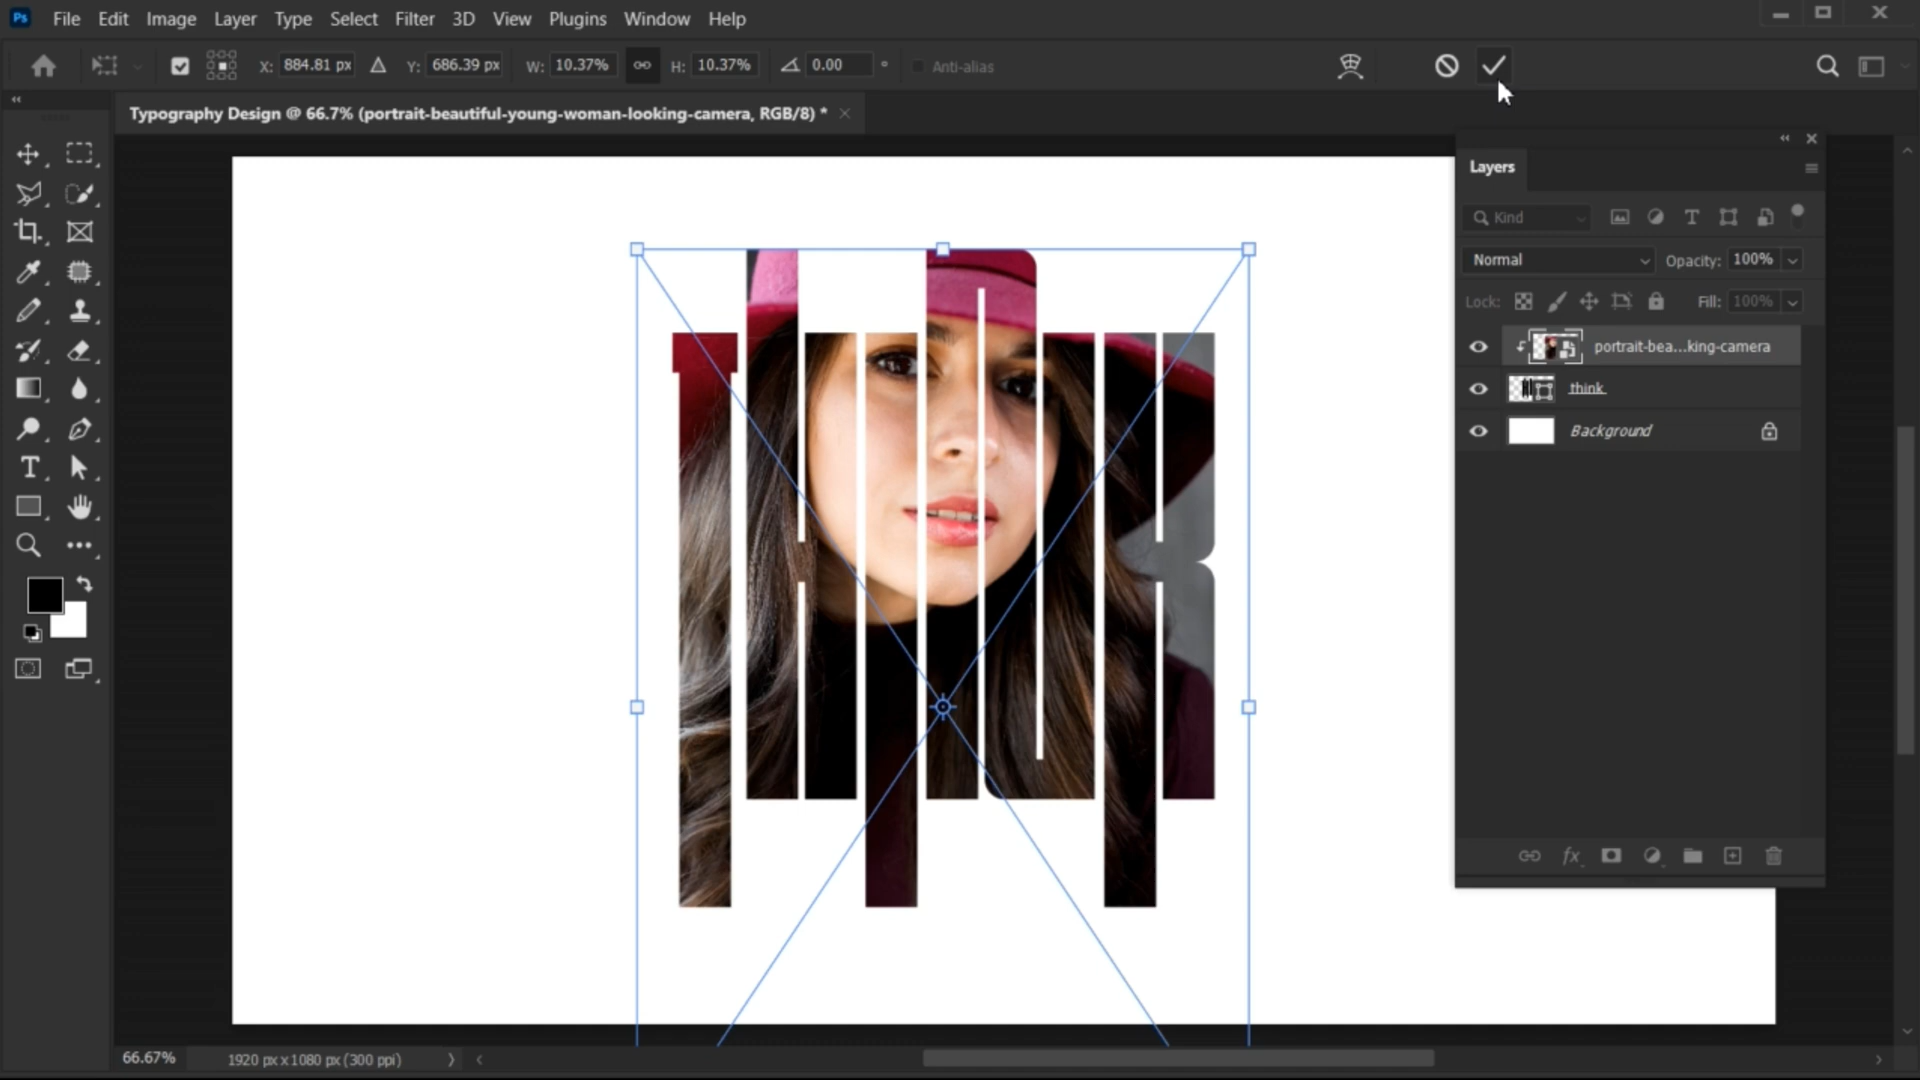 Ps File Edit Image Layer Type Select Filter 3D View Plugins Window Help
X: 884.81 px Y: 686.39 px W: 10.37% H: 10.37% 0.00 ° Anti-alias
Typography Design @ 66.7% (portrait-beautiful-young-woman-looking-camera, RGB/8) *
Layers
Kind
Normal Opacity: 100%
Lock: Fill: 100%
portrait-bea...king-camera
think
Background
THINK
66.67% 1920 px x 1080 px (300 ppi)